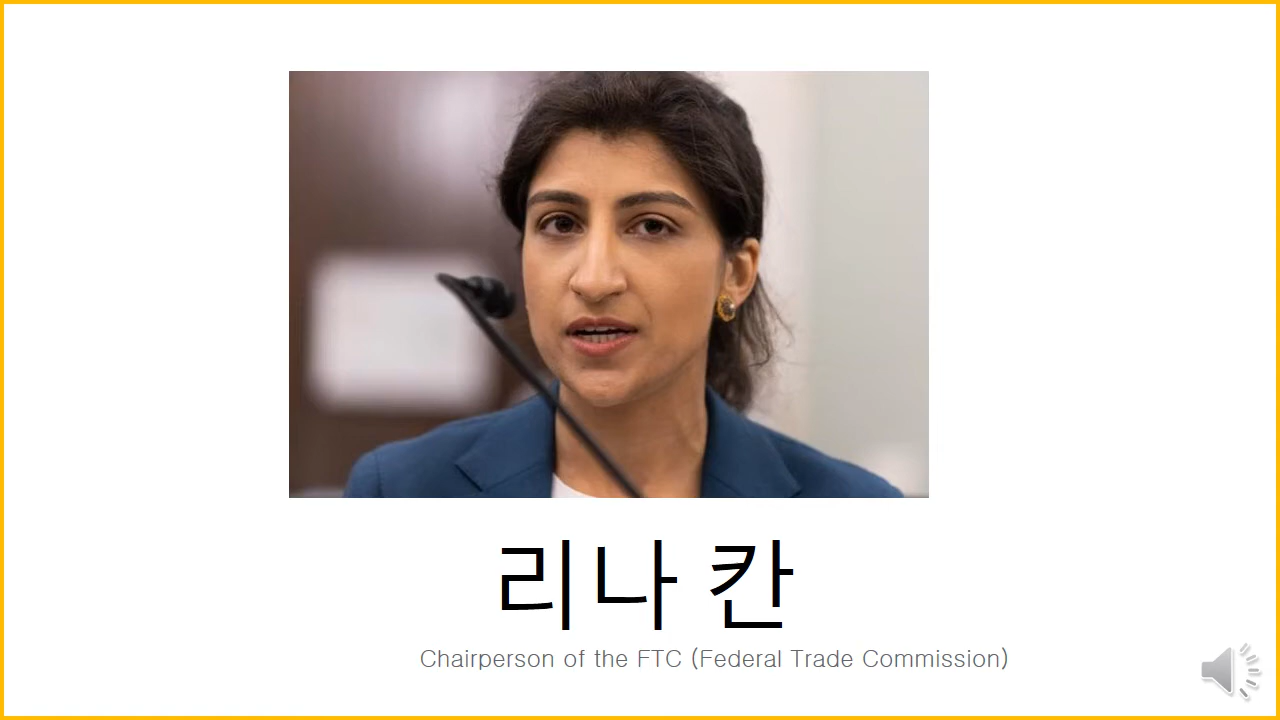 리나 칸
Chairperson of the FTC (Federal Trade Commission)